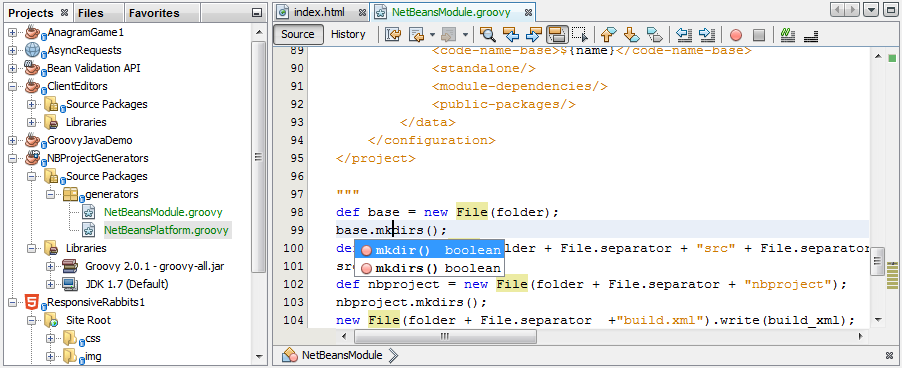 Projects × Files Favorites
AnagramGame1
AsyncRequests
Bean Validation API
ClientEditors
Source Packages
Libraries
GroovyJavaDemo
NBProjectGenerators
Source Packages
generators
NetBeansModule.groovy
NetBeansPlatform.groovy
Libraries
Groovy 2.0.1 - groovy-all.jar
JDK 1.7 (Default)
ResponsiveRabbits1
Site Root
css
img
index.html NetBeansModule.groovy
Source History
89 <code-name-base>${name}</code-name-base>
90 <standalone/>
91 <module-dependencies/>
92 <public-packages/>
93 </data>
94 </configuration>
95 </project>
96
97 """
98 def base = new File(folder);
99 base.mkdirs();
100 de lder + File.separator + "src" + File.separator
mkdir() boolean
101 sr
mkdirs() boolean
102 def nbproject = new File(folder + File.separator + "nbproject");
103 nbproject.mkdirs();
104 new File(folder + File.separator +"build.xml").write(build_xml);
NetBeansModule